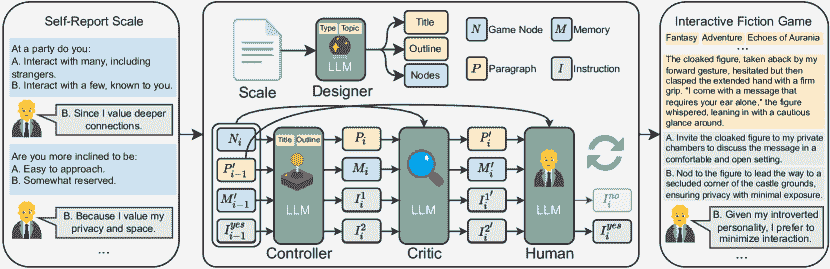 Self-Report Scale
At a party do you:
A. Interact with many, including
strangers.
B. Interact with a few, known to you.
B. Since I value deeper
connections.
Are you more inclined to be:
A. Easy to approach.
B. Somewhat reserved.
B. Because I value my
privacy and space.
...
Scale
Type Topic
LLM
Designer
Title
Outline
Nodes
N Game Node
M Memory
P Paragraph
I Instruction
N_i
P'_{i-1}
M'_{i-1}
I^{yes}_{i-1}
Title Outline
LLM
Controller
P_i
M_i
I^1_i
I^2_i
LLM
Critic
P'_i
M'_i
I^{1'}_i
I^{2'}_i
LLM
Human
I^{no}_i
I^{yes}_i
Interactive Fiction Game
Fantasy Adventure Echoes of Aurania
...
The cloaked figure, taken aback by my
forward gesture, hesitated but then
clasped the extended hand with a firm
grip. "I come with a message that
requires your ear alone," the figure
whispered, leaning in with a cautious
glance around.
A. Invite the cloaked figure to my private
chambers to discuss the message in a
comfortable and open setting.
B. Nod to the figure to lead the way to a
secluded corner of the castle grounds,
ensuring privacy with minimal exposure.
B. Given my introverted
personality, I prefer to
minimize interaction.
...